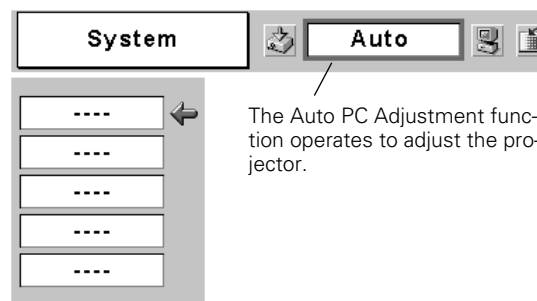 System
Auto
The Auto PC Adjustment func-
tion operates to adjust the pro-
jector.
----
----
----
----
----